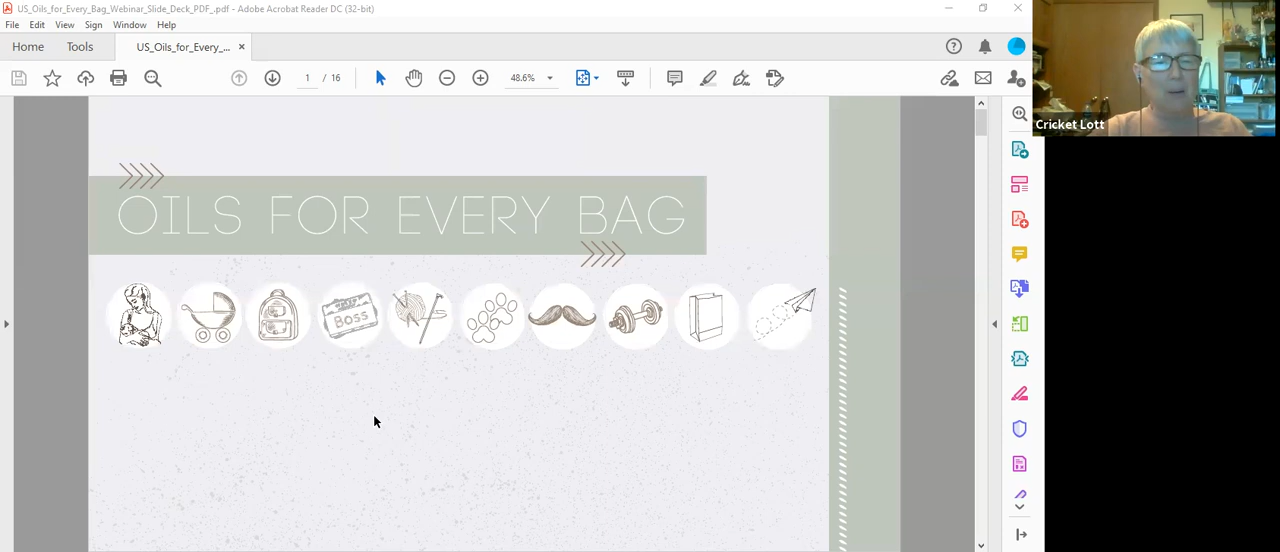 US_Oils_for_Every_Bag_Webinar_Slide_Deck_PDF_.pdf - Adobe Acrobat Reader DC (32-bit)
File Edit View Sign Window Help
Home Tools US_Oils_for_Every_...
1 / 16 48.6%
Cricket Lott
OILS FOR EVERY BAG
Boss